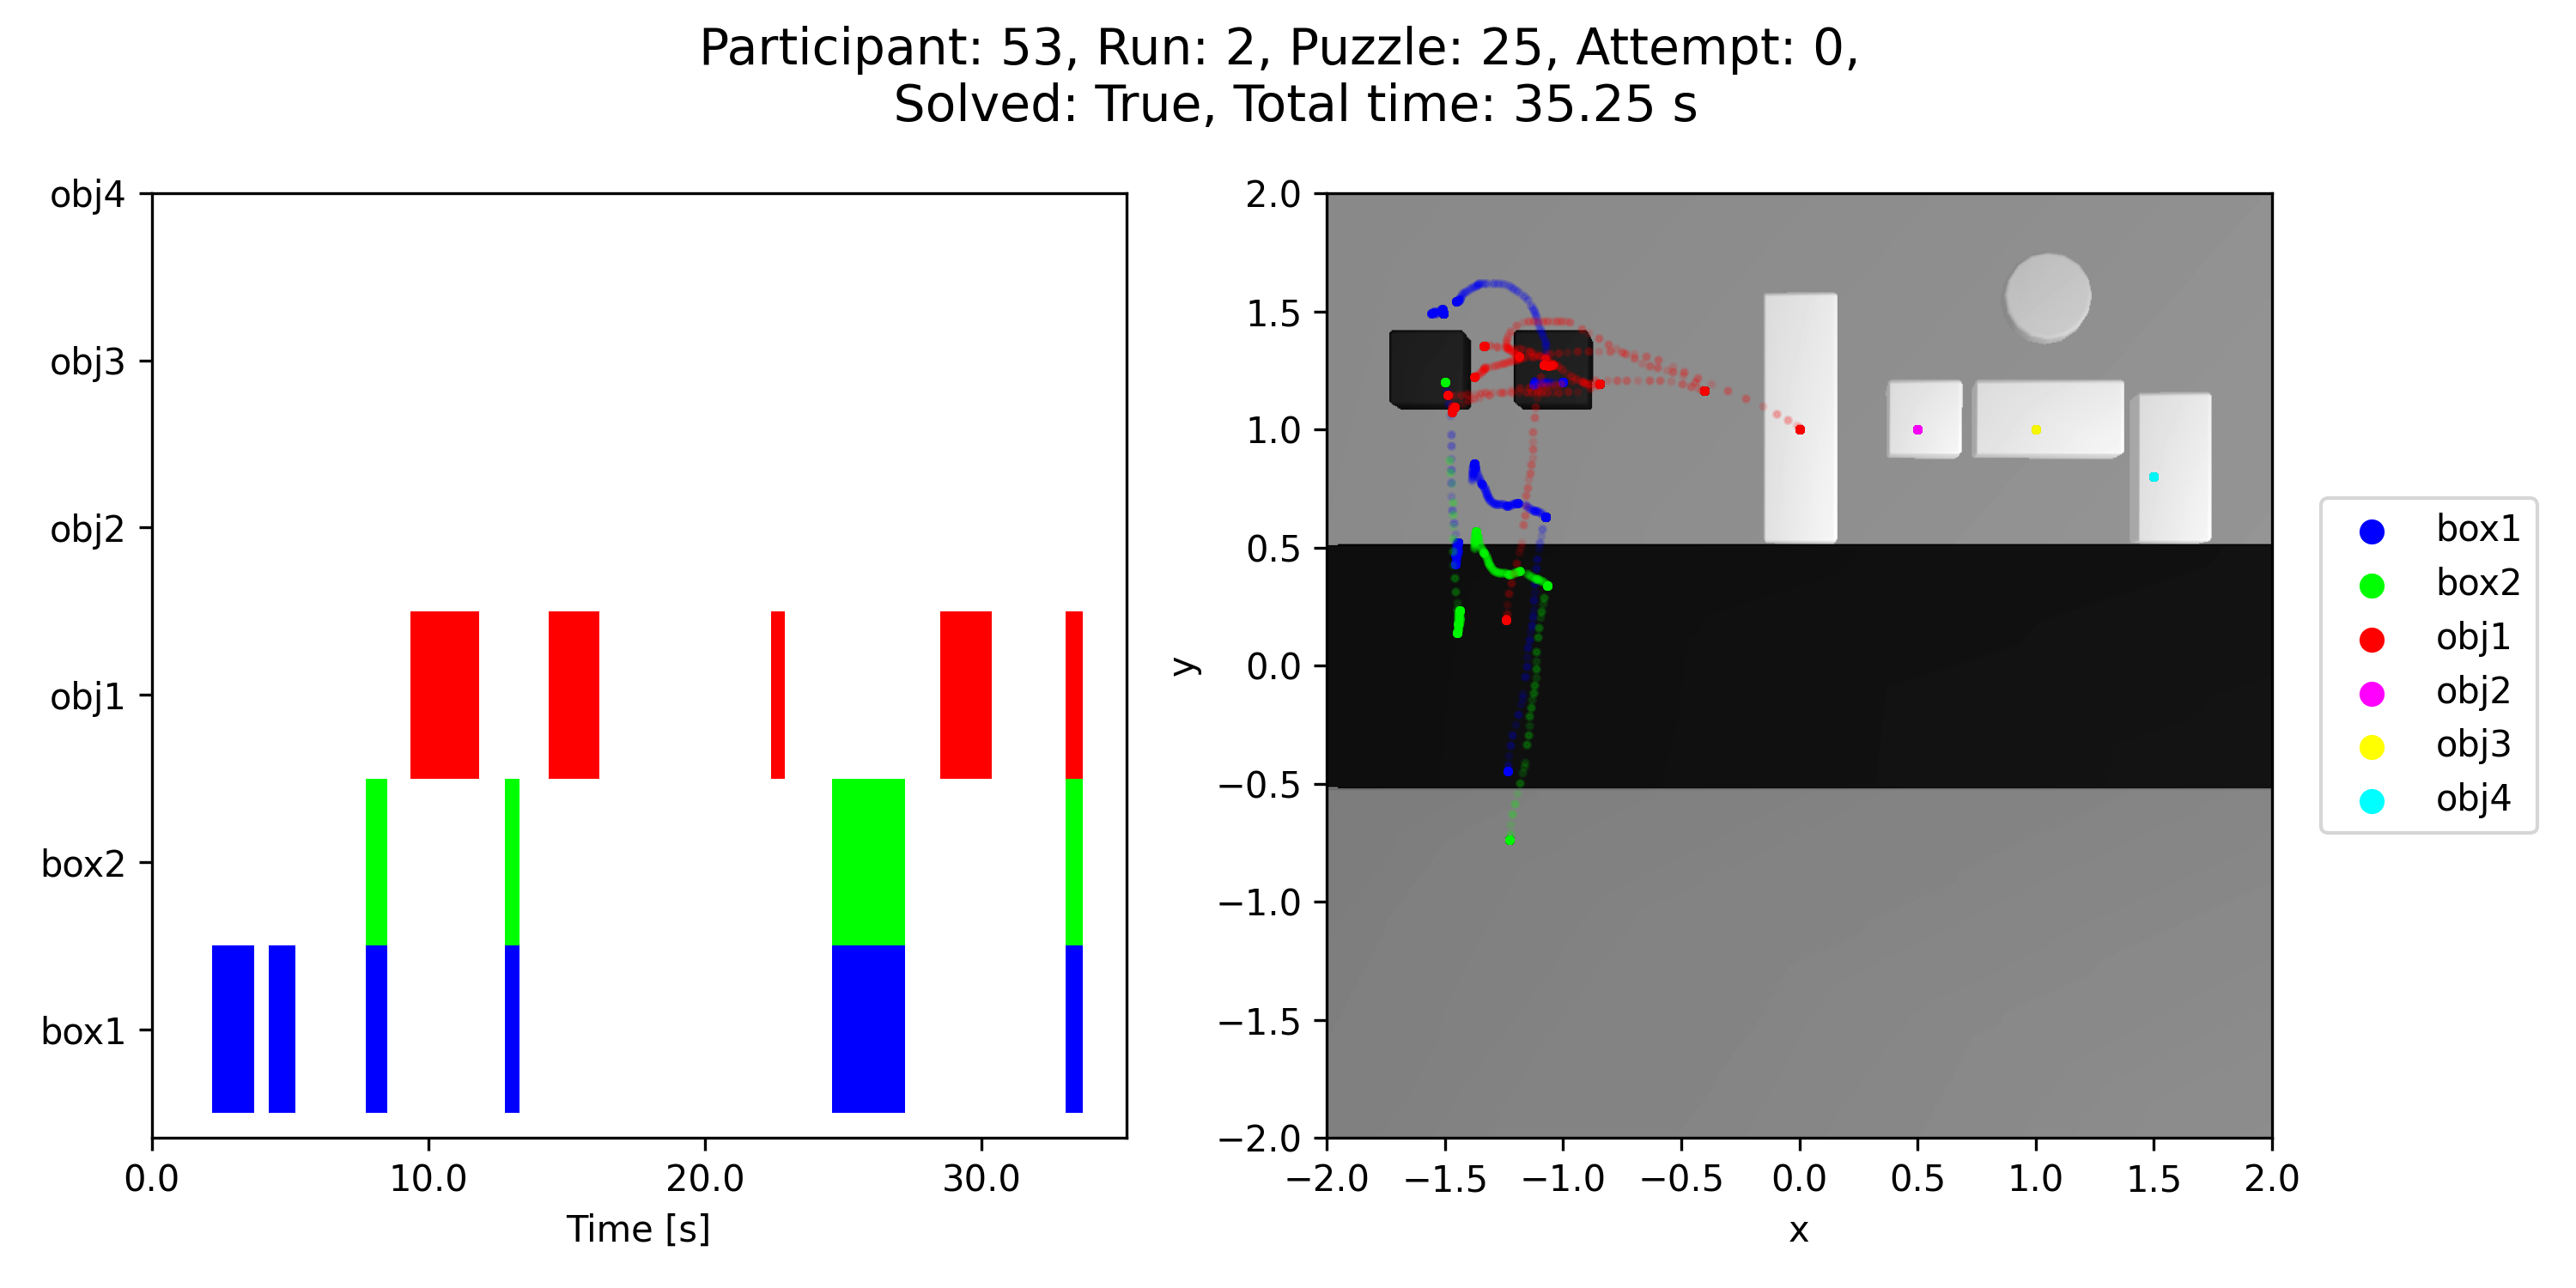 Participant: 53, Run: 2, Puzzle: 25, Attempt: 0,
Solved: True, Total time: 35.25 s
obj4
obj3
obj2
obj1
box2
box1
0.0 10.0 20.0 30.0
Time [s]
2.0
1.5
1.0
0.5
0.0
−0.5
−1.0
−1.5
−2.0
y
−2.0 −1.5 −1.0 −0.5 0.0 0.5 1.0 1.5 2.0
x
box1
box2
obj1
obj2
obj3
obj4